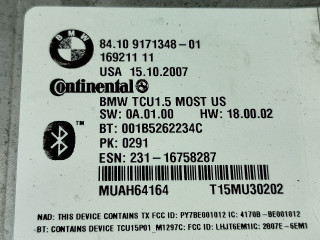 BMW
84.10 9171348-01
169211 11
USA 15.10.2007
Continental
BMW TCU1.5 MOST US
SW: 0A.01.00 HW: 18.00.02
BT: 001B5262234C
PK: 0291
ESN: 231-16758287
MUAH64164 T15MU30202
NAD: THIS DEVICE CONTAINS TX FCC ID: PY7BE001012 IC: 4170B-BE001012
BT: CONTAINS DEVICE TCU15P01_M1297C: FCC ID: LHJT6EM1IC: 2807E-6EM1